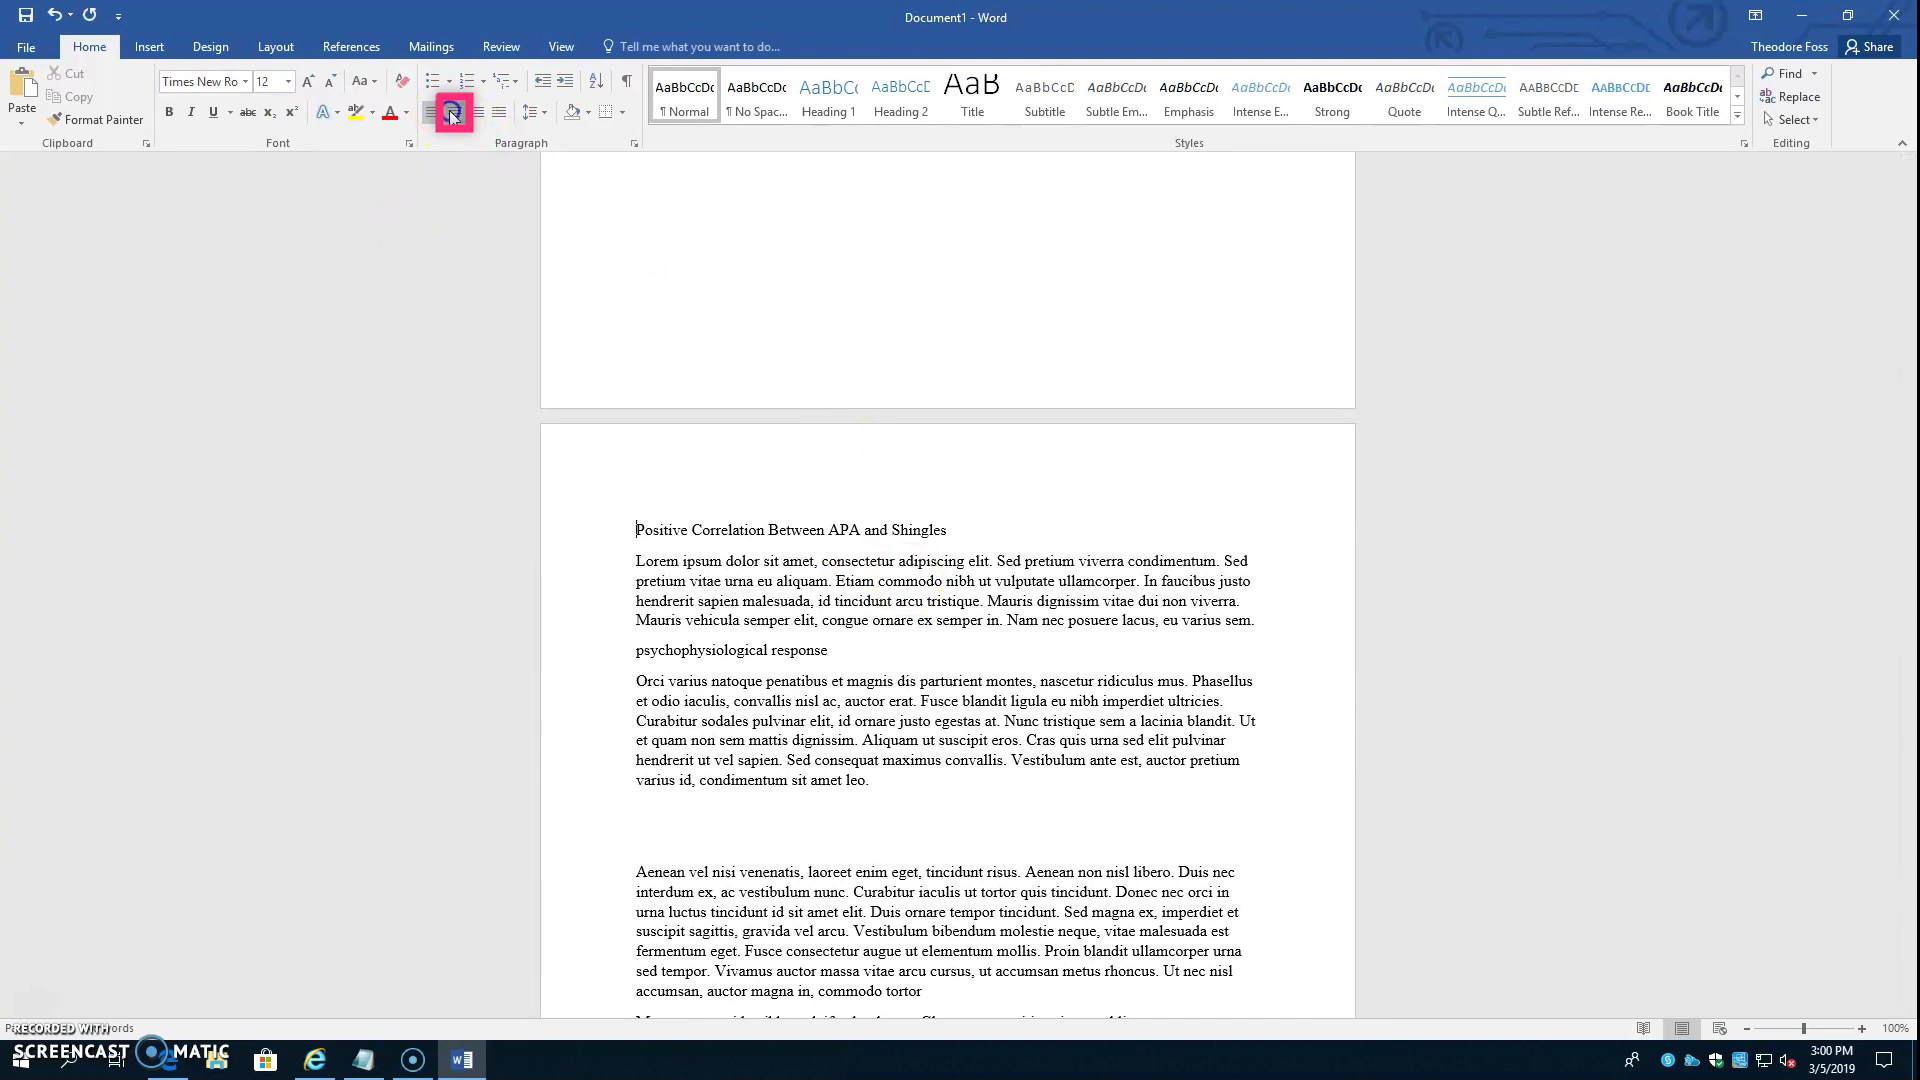 Document1 - Word
File Home Insert Design Layout References Mailings Review View Tell me what you want to do... Theodore Foss Share
Paste
Cut
Copy
Format Painter
Clipboard
Times New Ro 12
Font
Paragraph
AaBbCcDc AaBbCcDc AaBbC( AaBbCcE AaB AaBbCcC AaBbCcDc AaBbCcDc AaBbCcDc AaBbCcDc AaBbCcDc AaBbCcDc AABBCCDE AABBCCDE AaBbCcDc
¶ Normal ¶ No Spac... Heading 1 Heading 2 Title Subtitle Subtle Em... Emphasis Intense E... Strong Quote Intense Q... Subtle Ref... Intense Re... Book Title
Styles
Find
Replace
Select
Editing
Positive Correlation Between APA and Shingles
Lorem ipsum dolor sit amet, consectetur adipiscing elit. Sed pretium viverra condimentum. Sed
pretium vitae urna eu aliquam. Etiam commodo nibh ut vulputate ullamcorper. In faucibus justo
hendrerit sapien malesuada, id tincidunt arcu tristique. Mauris dignissim vitae dui non viverra.
Mauris vehicula semper elit, congue ornare ex semper in. Nam nec posuere lacus, eu varius sem.
psychophysiological response
Orci varius natoque penatibus et magnis dis parturient montes, nascetur ridiculus mus. Phasellus
et odio iaculis, convallis nisl ac, auctor erat. Fusce blandit ligula eu nibh imperdiet ultricies.
Curabitur sodales pulvinar elit, id ornare justo egestas at. Nunc tristique sem a lacinia blandit. Ut
et quam non sem mattis dignissim. Aliquam ut suscipit eros. Cras quis urna sed elit pulvinar
hendrerit ut vel sapien. Sed consequat maximus convallis. Vestibulum ante est, auctor pretium
varius id, condimentum sit amet leo.
Aenean vel nisi venenatis, laoreet enim eget, tincidunt risus. Aenean non nisl libero. Duis nec
interdum ex, ac vestibulum nunc. Curabitur iaculis ut tortor quis tincidunt. Donec nec orci in
urna luctus tincidunt id sit amet elit. Duis ornare tempor tincidunt. Sed magna ex, imperdiet et
suscipit sagittis, gravida vel arcu. Vestibulum bibendum molestie neque, vitae malesuada est
fermentum eget. Fusce consectetur augue ut elementum mollis. Proin blandit ullamcorper urna
sed tempor. Vivamus auctor massa vitae arcu cursus, ut accumsan metus rhoncus. Ut nec nisl
accumsan, auctor magna in, commodo tortor
words
100%
RECORDED WITH
SCREENCAST MATIC
3:00 PM
3/5/2019